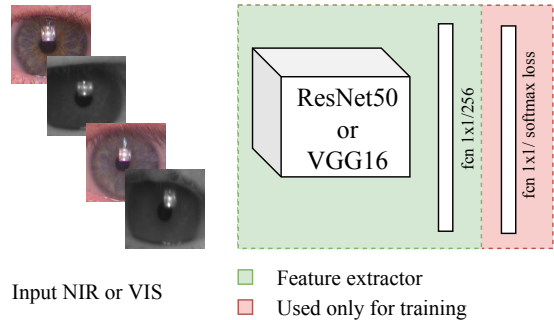 ResNet50
or
VGG16
fcn 1x1/256
fcn 1x1/ softmax loss
Input NIR or VIS
Feature extractor
Used only for training